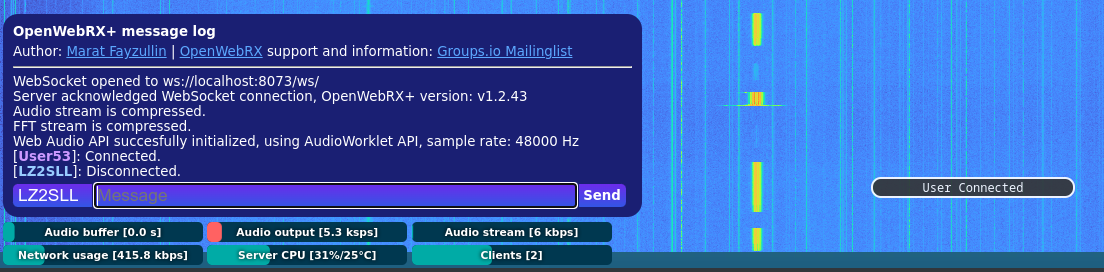 OpenWebRX+ message log
Author: Marat Fayzullin | OpenWebRX support and information: Groups.io Mailinglist
WebSocket opened to ws://localhost:8073/ws/
Server acknowledged WebSocket connection, OpenWebRX+ version: v1.2.43
Audio stream is compressed.
FFT stream is compressed.
Web Audio API succesfully initialized, using AudioWorklet API, sample rate: 48000 Hz
[User53]: Connected.
[LZ2SLL]: Disconnected.
LZ2SLL Message Send
User Connected
Audio buffer [0.0 s] Audio output [5.3 ksps] Audio stream [6 kbps]
Network usage [415.8 kbps] Server CPU [31%/25°C] Clients [2]